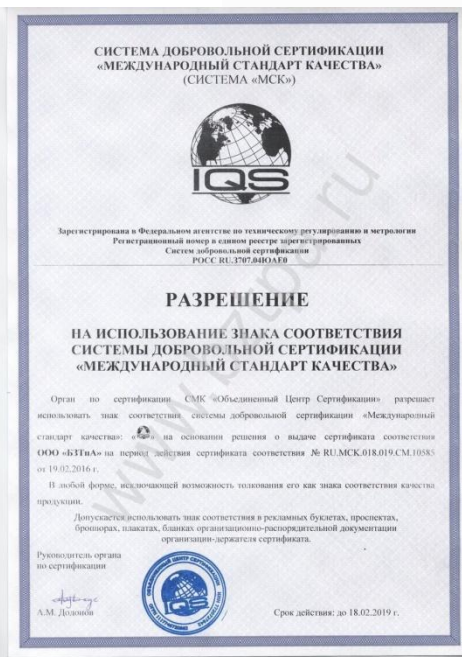 СИСТЕМА ДОБРОВОЛЬНОЙ СЕРТИФИКАЦИИ
«МЕЖДУНАРОДНЫЙ СТАНДАРТ КАЧЕСТВА»
(СИСТЕМА «МСК»)
IQS
Зарегистрирована в Федеральном агентстве по техническому регулированию и метрологии
Регистрационный номер в едином реестре зарегистрированных
Систем добровольной сертификации
РОСС RU.3707.04ЮАЕ0
РАЗРЕШЕНИЕ
НА ИСПОЛЬЗОВАНИЕ ЗНАКА СООТВЕТСТВИЯ
СИСТЕМЫ ДОБРОВОЛЬНОЙ СЕРТИФИКАЦИИ
«МЕЖДУНАРОДНЫЙ СТАНДАРТ КАЧЕСТВА»
Орган по сертификации СМК «Объединенный Центр Сертификации» разрешает
использовать знак соответствия системы добровольной сертификации «Международный
стандарт качества»: « » на основании решения о выдаче сертификата соответствия
ООО «БЗТпА» на период действия сертификата соответствия № RU.МСК.018.019.СМ.10585
от 19.02.2016 г.
В любой форме, исключающей возможность толкования его как знака соответствия качества
продукции.
Допускается использовать знак соответствия в рекламных буклетах, проспектах,
брошюрах, плакатах, бланках организационно-распорядительной документации
организации-держателя сертификата.
Руководитель органа
по сертификации
А.М. Додонов
IQS
Срок действия: до 18.02.2019 г.